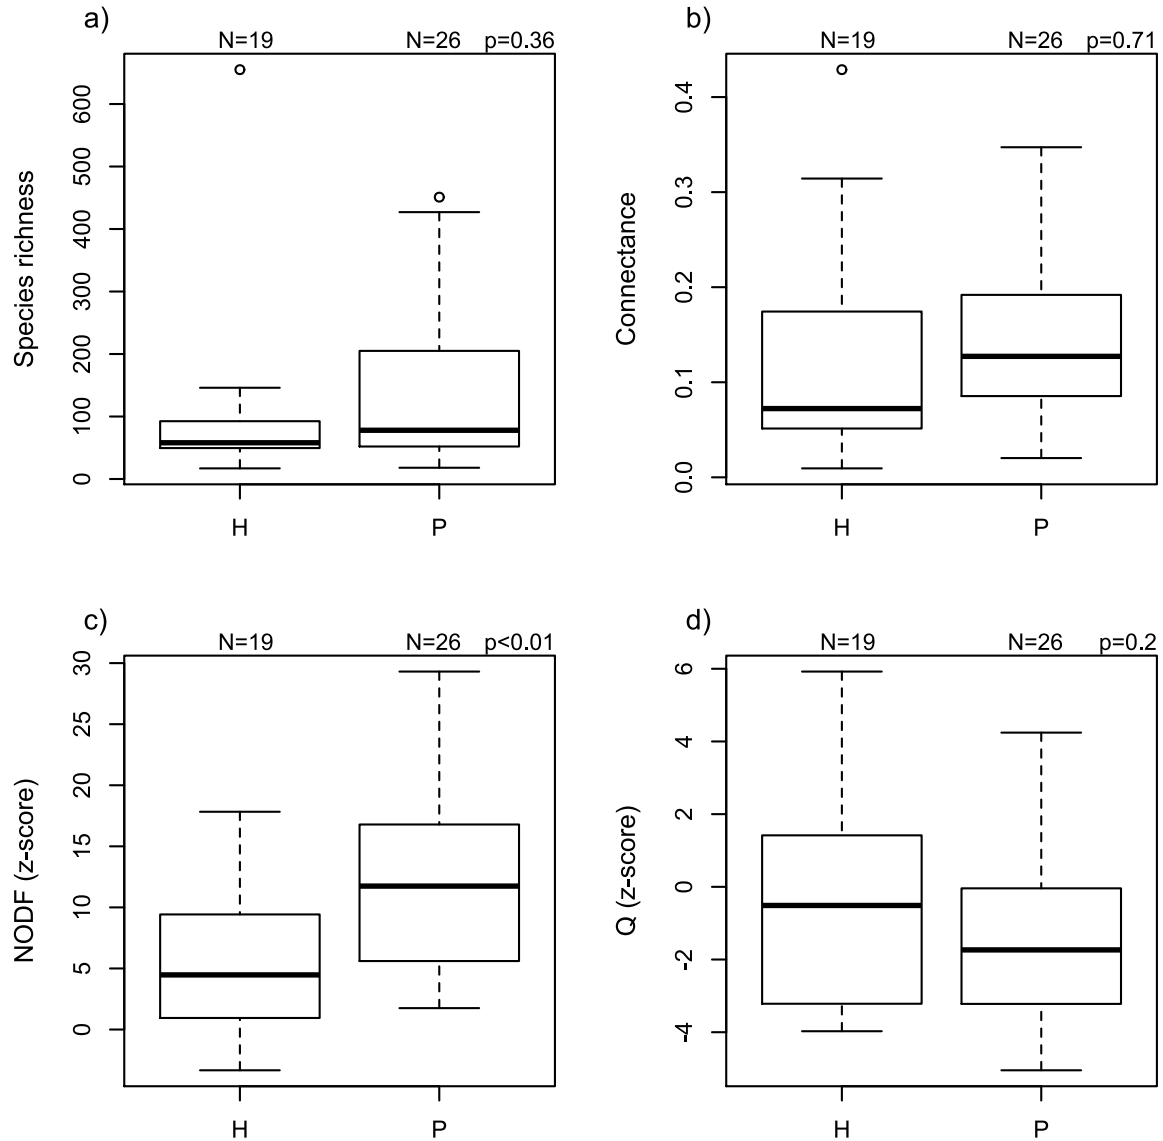 a)
N=19 N=26 p=0.36
Species richness
600
500
400
300
200
100
0
H P
b)
N=19 N=26 p=0.71
Connectance
0.4
0.3
0.2
0.1
0.0
H P
c)
N=19 N=26 p<0.01
NODF (z-score)
30
25
20
15
10
5
0
H P
d)
N=19 N=26 p=0.2
Q (z-score)
6
4
2
0
-2
-4
H P